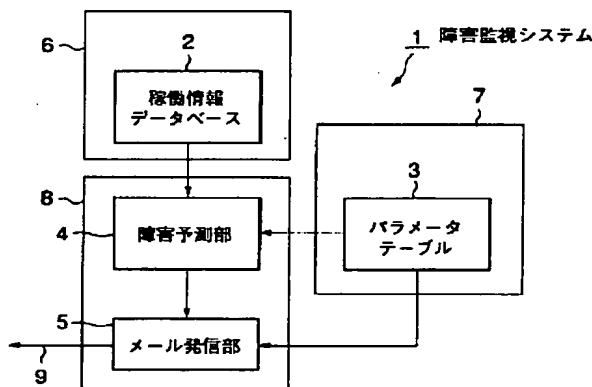 1 障害監視システム
6
2
稼働情報
データベース
7
3
パラメータ
テーブル
8
4
障害予測部
5
メール発信部
9